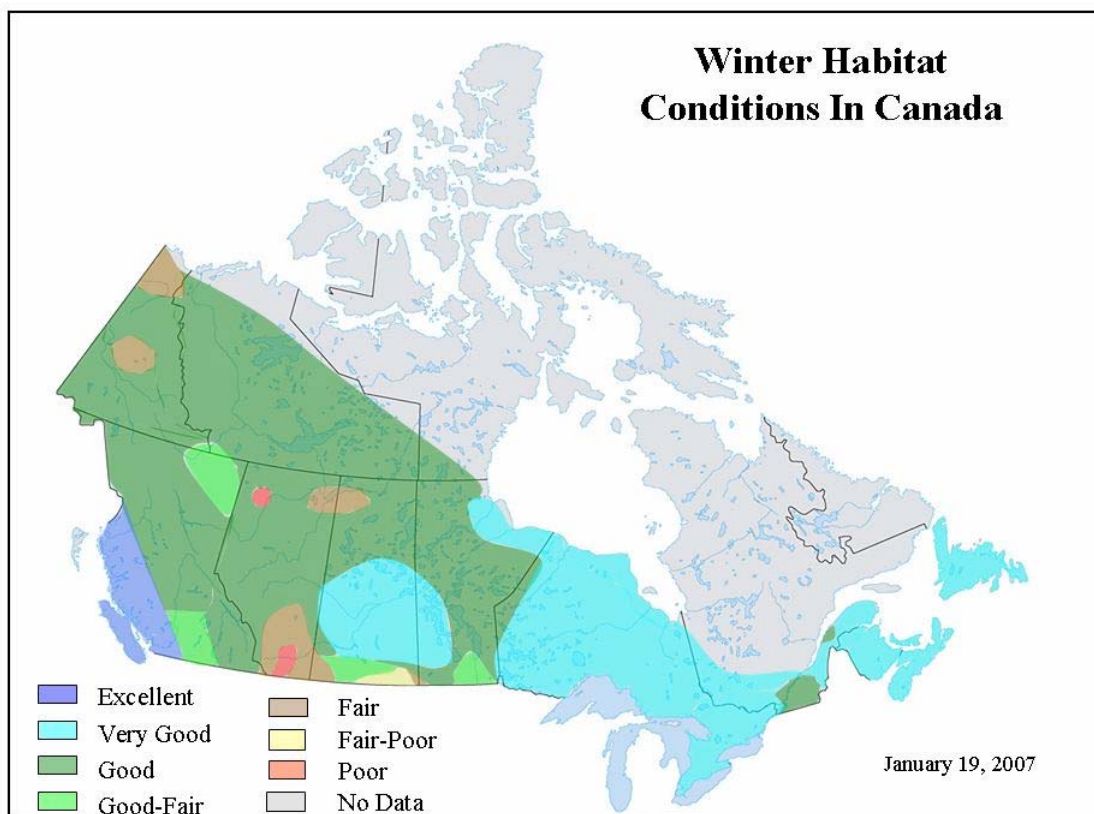 Winter Habitat
Conditions In Canada
Excellent
Very Good
Good
Good-Fair
Fair
Fair-Poor
Poor
No Data
January 19, 2007